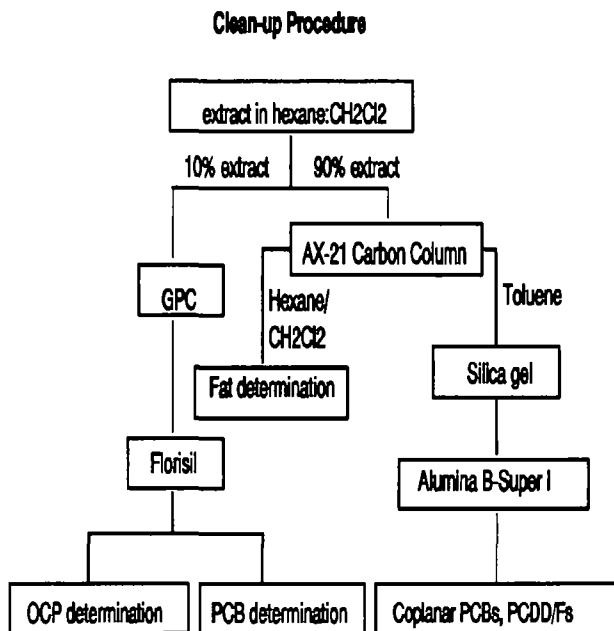 Clean-up Procedure
extract in hexane:CH2Cl2
10% extract
90% extract
AX-21 Carbon Column
GPC
Hexane/
CH2Cl2
Toluene
Fat determination
Silica gel
Florisil
Alumina B-Super I
OCP determination
PCB determination
Coplanar PCBs, PCDD/Fs